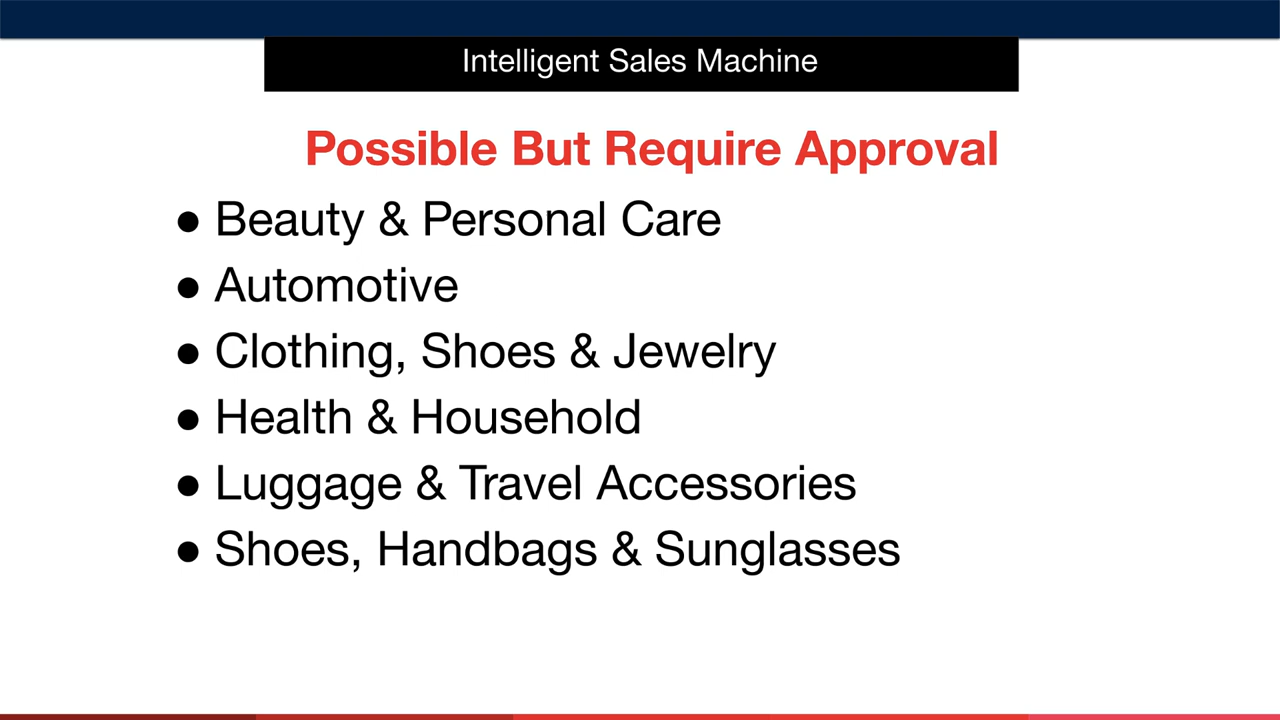 Intelligent Sales Machine
Possible But Require Approval
● Beauty & Personal Care
● Automotive
● Clothing, Shoes & Jewelry
● Health & Household
● Luggage & Travel Accessories
● Shoes, Handbags & Sunglasses